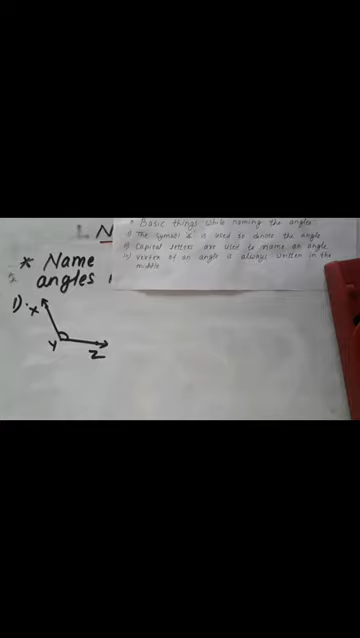 * Basic things while naming the angles
i) The symbol ∠ is used to denote the angle
ii) Capital letters are used to name an angle
iv) Vertex of an angle is always written in the middle
* Name
angles
1)
X
Y
Z